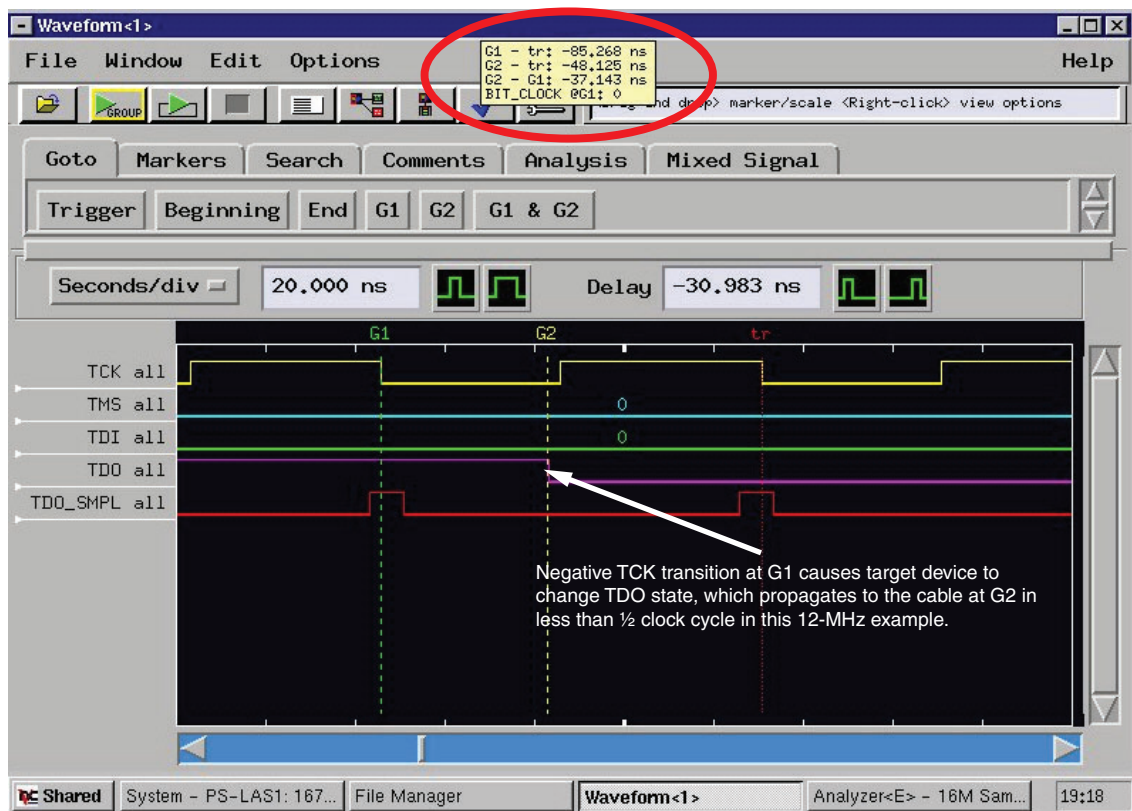 Waveform<1>
G1 - tr: -85.268 ns
G2 - tr: -48.125 ns
G2 - G1: -37.143 ns
BIT_CLOCK @G1: 0
File Window Edit Options Help
GROUP
and drop> marker/scale <Right-click> view options
Goto Markers Search Comments Analysis Mixed Signal
Trigger Beginning End G1 G2 G1 & G2
Seconds/div 20.000 ns Delay -30.983 ns
G1 G2 tr
TCK all
TMS all 0
TDI all 0
TDO all
TDO_SMPL all
Negative TCK transition at G1 causes target device to
change TDO state, which propagates to the cable at G2 in
less than ½ clock cycle in this 12-MHz example.
Shared System - PS-LAS1: 167... File Manager Waveform<1> Analyzer<E> - 16M Sam... 19:18